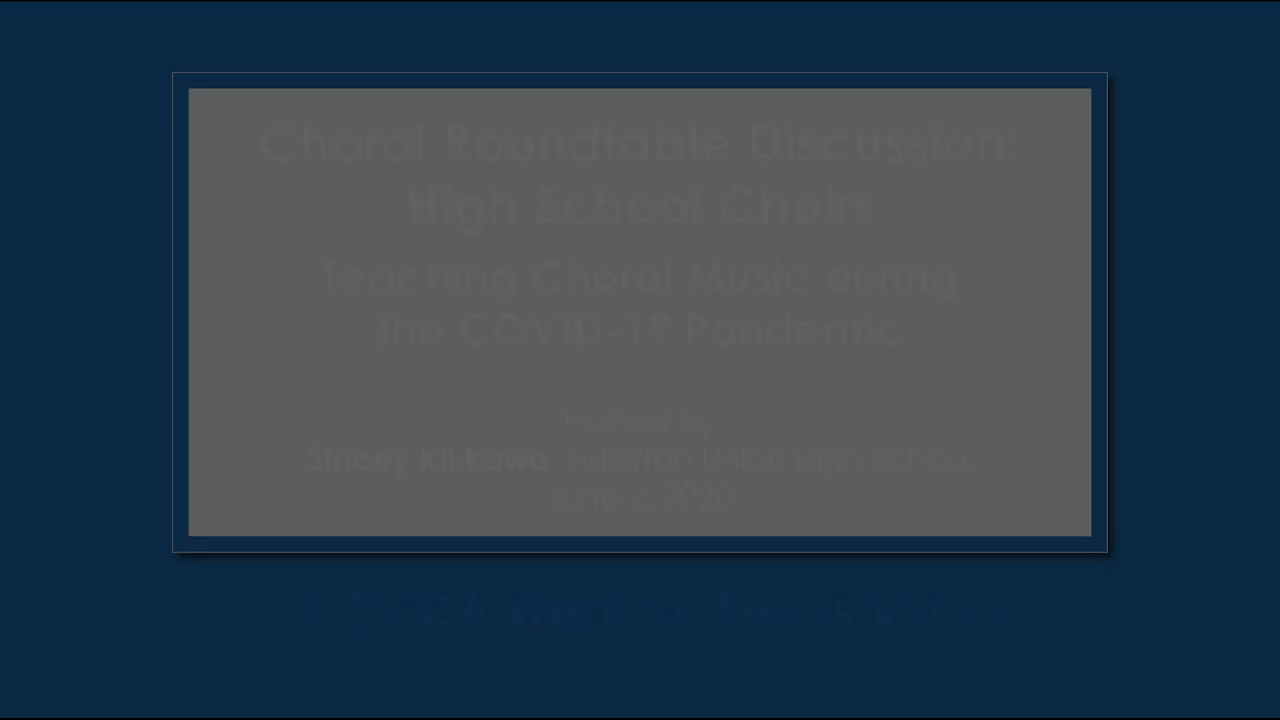 Choral Roundtable Discussion:
High School Choirs
Teaching Choral Music during
the COVID-19 Pandemic
Hosted by
Stacey Kikkawa, Fullerton Union High School
June 2, 2020
A CCDA Webinar Series Video